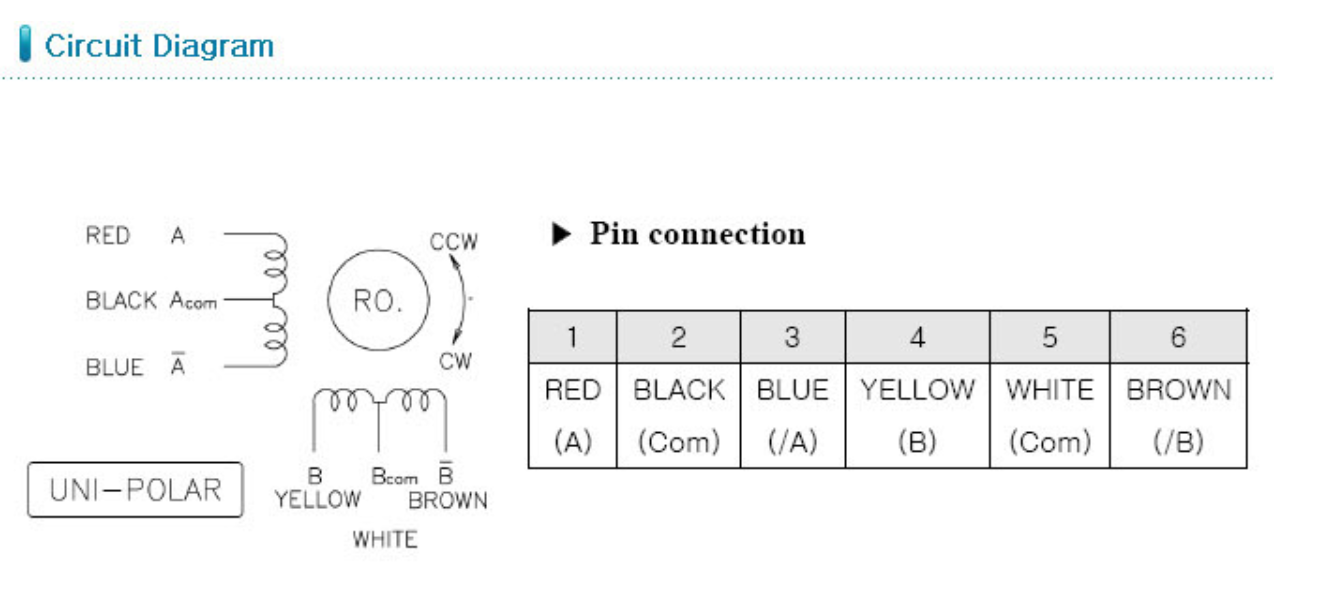 Circuit Diagram
RED A
BLACK Acom
BLUE A̅
RO.
CCW
CW
B Bcom B̅
YELLOW BROWN
WHITE
UNI-POLAR
▶ Pin connection
1 2 3 4 5 6
RED BLACK BLUE YELLOW WHITE BROWN
(A) (Com) (/A) (B) (Com) (/B)